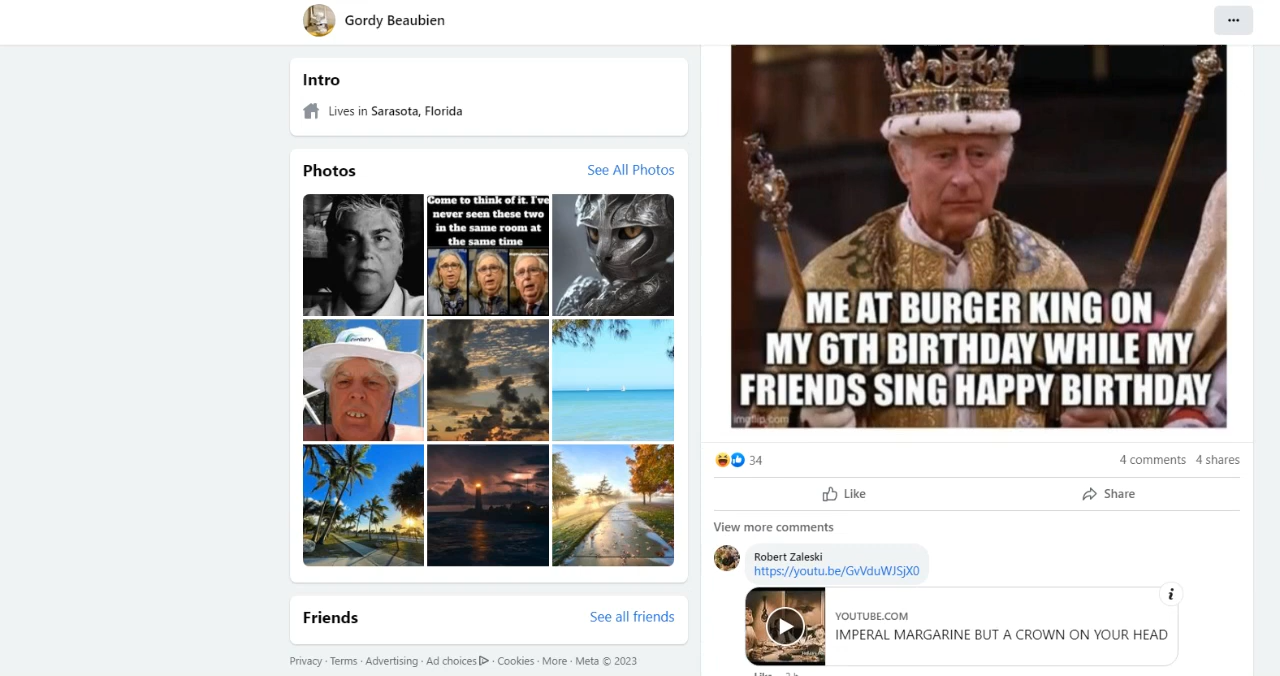 Gordy Beaubien
Intro
Lives in Sarasota, Florida
Photos
See All Photos
Come to think of it. I've
never seen these two
in the same room at
the same time
Friends
See all friends
Privacy · Terms · Advertising · Ad choices · Cookies · More · Meta © 2023
ME AT BURGER KING ON
MY 6TH BIRTHDAY WHILE MY
FRIENDS SING HAPPY BIRTHDAY
imgflip.com
34
4 comments 4 shares
Like
Share
View more comments
Robert Zaleski
https://youtu.be/GvVduWJSjX0
YOUTUBE.COM
IMPERAL MARGARINE BUT A CROWN ON YOUR HEAD